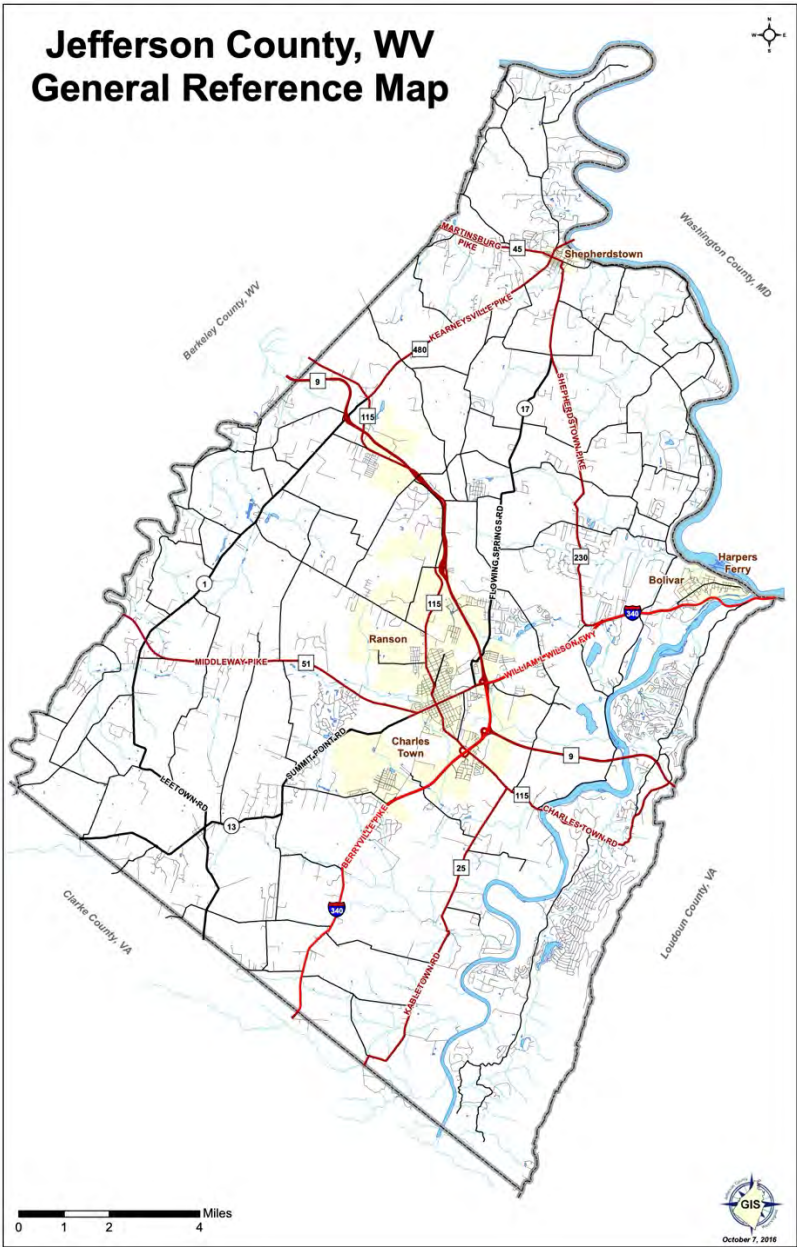 Jefferson County, WV
General Reference Map
N
W
E
S
Washington County, MD
MARTINSBURG
PIKE
45
Shepherdstown
Berkeley County, WV
KEARNEYSVILLE PIKE
480
9
115
17
SHEPHERDSTOWN PIKE
FLOWING SPRINGS RD
230
Harpers
Ferry
Bolivar
1
115
340
Ranson
WILLIAM L WILSON FWY
MIDDLEWAY PIKE
51
SUMMIT POINT RD
Charles
Town
9
LEETOWN RD
115
CHARLES TOWN RD
13
BERRYVILLE PIKE
25
340
KABLETOWN RD
Clarke County, VA
Loudoun County, VA
Miles
0 1 2 4
GIS
October 7, 2016